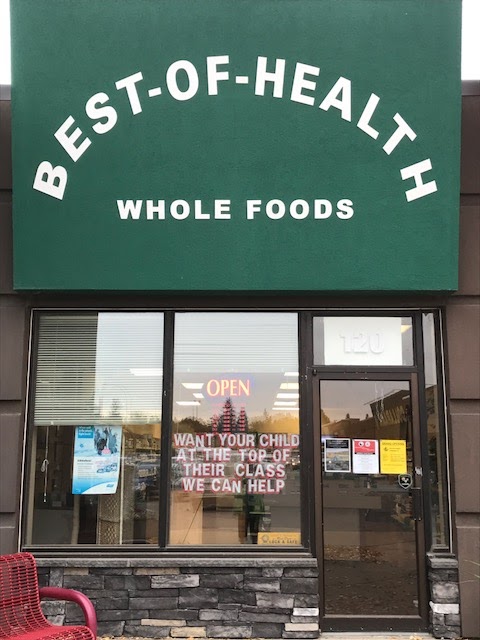 BEST-OF-HEALTH
WHOLE FOODS
120
OPEN
WANT YOUR CHILD
AT THE TOP OF
THEIR CLASS
WE CAN HELP